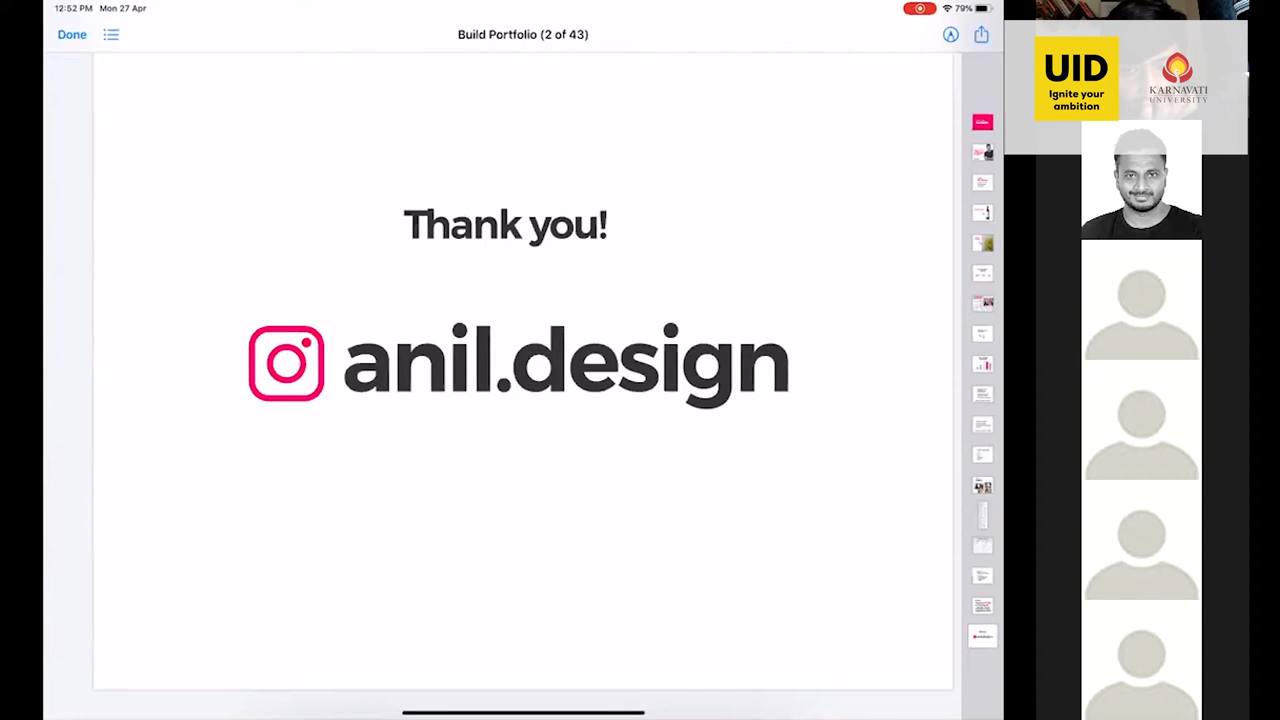 12:52 PM Mon 27 Apr
79%
Done
Build Portfolio (2 of 43)
UID
Ignite your
ambition
KARNAVATI
UNIVERSITY
Thank you!
anil.design